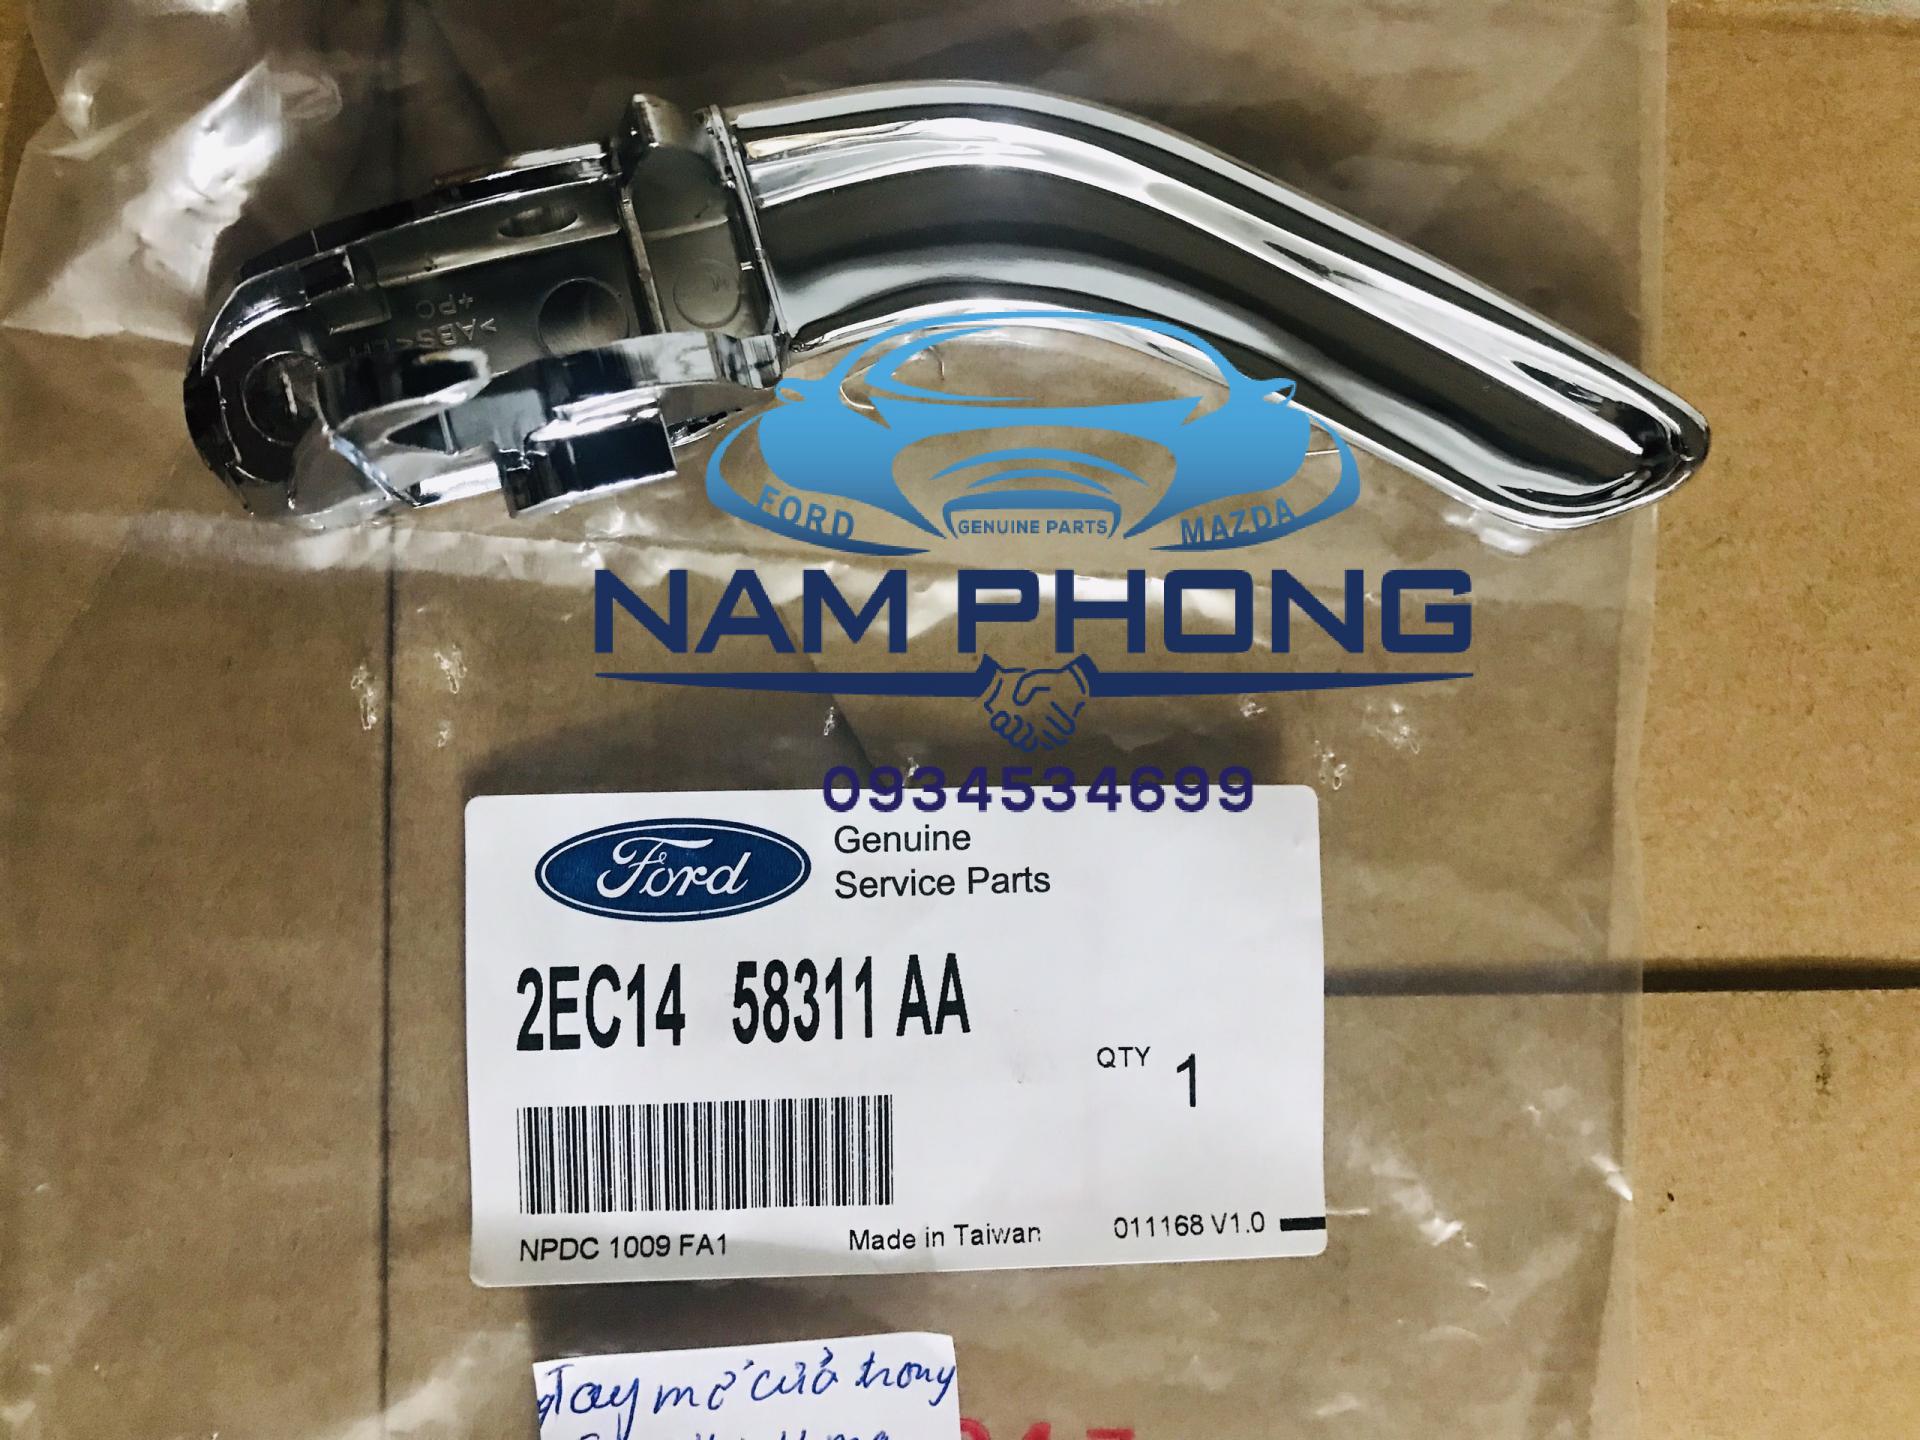 >ABS<
+PC
FORD
GENUINE PARTS
MAZDA
NAM PHONG
0934534699
Ford
Genuine
Service Parts
2EC14 58311 AA
QTY 1
NPDC 1009 FA1
Made in Taiwan
011168 V1.0
Tay mở cửa trong